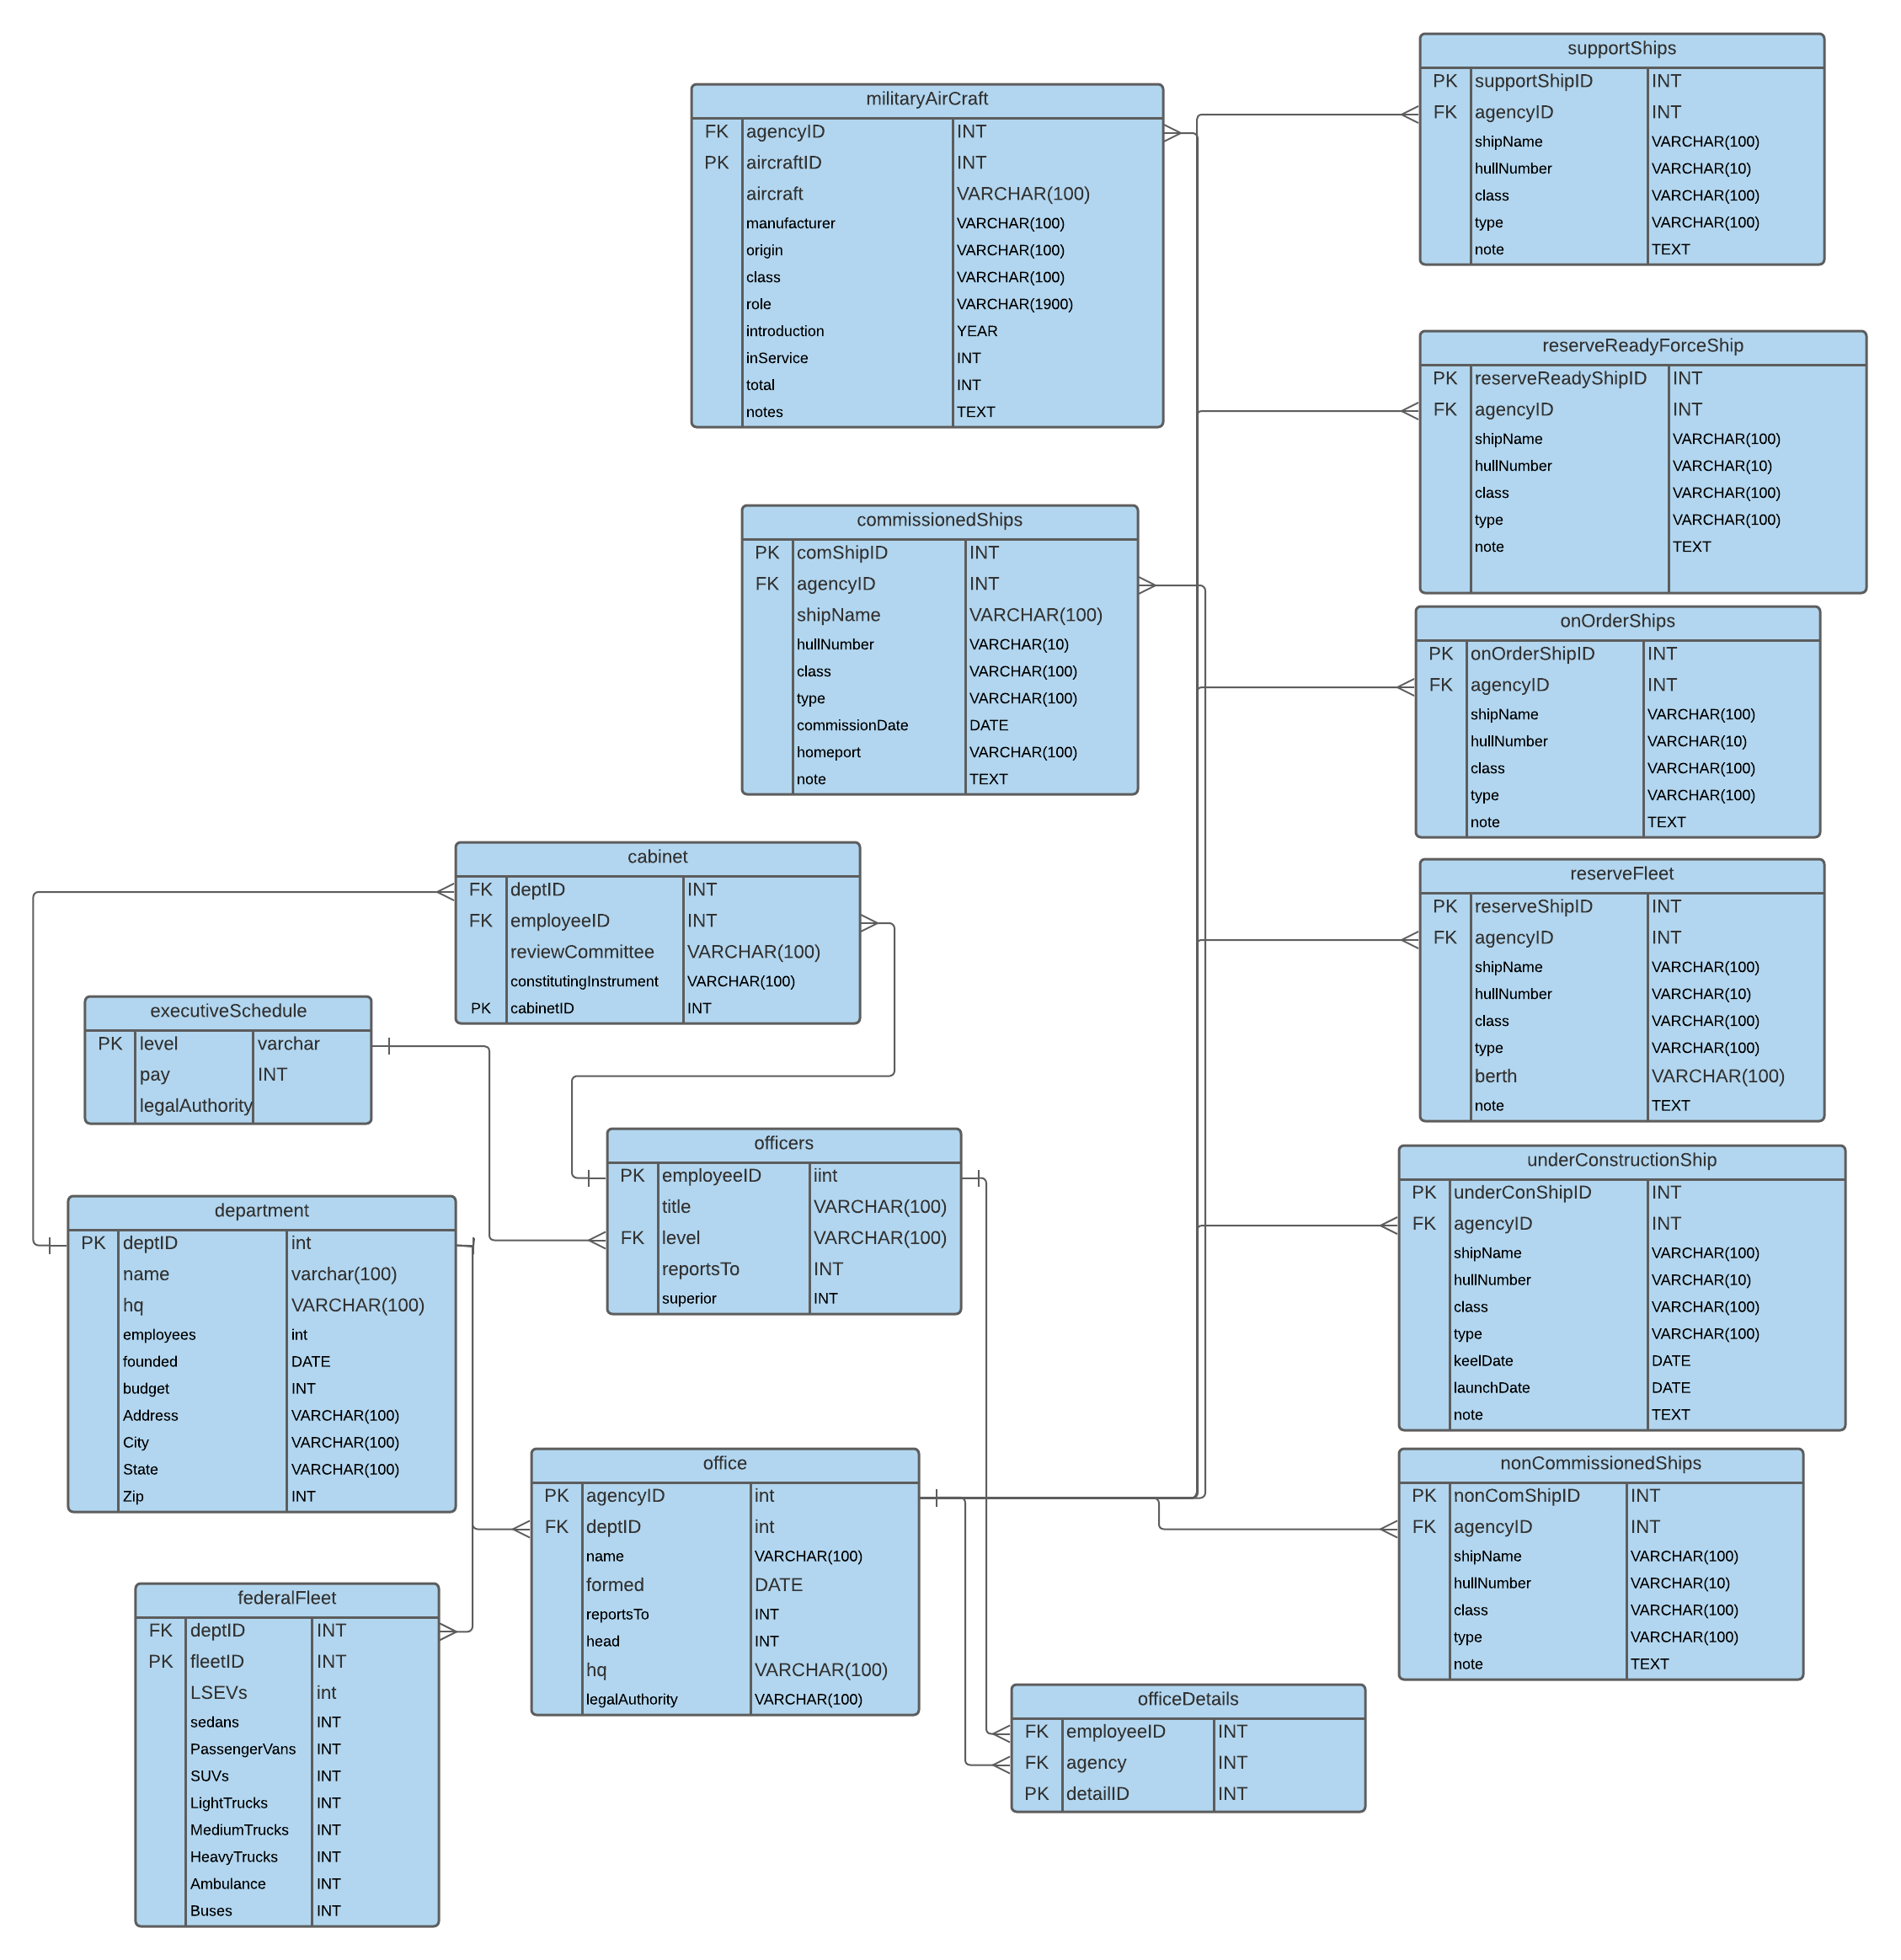 supportShips
PK supportShipID INT
FK agencyID INT
shipName VARCHAR(100)
hullNumber VARCHAR(10)
class VARCHAR(100)
type VARCHAR(100)
note TEXT
militaryAirCraft
FK agencyID INT
PK aircraftID INT
aircraft VARCHAR(100)
manufacturer VARCHAR(100)
origin VARCHAR(100)
class VARCHAR(100)
role VARCHAR(1900)
introduction YEAR
inService INT
total INT
notes TEXT
reserveReadyForceShip
PK reserveReadyShipID INT
FK agencyID INT
shipName VARCHAR(100)
hullNumber VARCHAR(10)
class VARCHAR(100)
type VARCHAR(100)
note TEXT
commissionedShips
PK comShipID INT
FK agencyID INT
shipName VARCHAR(100)
hullNumber VARCHAR(10)
class VARCHAR(100)
type VARCHAR(100)
commissionDate DATE
homeport VARCHAR(100)
note TEXT
onOrderShips
PK onOrderShipID INT
FK agencyID INT
shipName VARCHAR(100)
hullNumber VARCHAR(10)
class VARCHAR(100)
type VARCHAR(100)
note TEXT
cabinet
FK deptID INT
FK employeeID INT
reviewCommittee VARCHAR(100)
constitutingInstrument VARCHAR(100)
PK cabinetID INT
reserveFleet
PK reserveShipID INT
FK agencyID INT
shipName VARCHAR(100)
hullNumber VARCHAR(10)
class VARCHAR(100)
type VARCHAR(100)
berth VARCHAR(100)
note TEXT
executiveSchedule
PK level varchar
pay INT
legalAuthority
officers
PK employeeID iint
title VARCHAR(100)
FK level VARCHAR(100)
reportsTo INT
superior INT
underConstructionShip
PK underConShipID INT
FK agencyID INT
shipName VARCHAR(100)
hullNumber VARCHAR(10)
class VARCHAR(100)
type VARCHAR(100)
keelDate DATE
launchDate DATE
note TEXT
department
PK deptID int
name varchar(100)
hq VARCHAR(100)
employees int
founded DATE
budget INT
Address VARCHAR(100)
City VARCHAR(100)
State VARCHAR(100)
Zip INT
office
PK agencyID int
FK deptID int
name VARCHAR(100)
formed DATE
reportsTo INT
head INT
hq VARCHAR(100)
legalAuthority VARCHAR(100)
nonCommissionedShips
PK nonComShipID INT
FK agencyID INT
shipName VARCHAR(100)
hullNumber VARCHAR(10)
class VARCHAR(100)
type VARCHAR(100)
note TEXT
federalFleet
FK deptID INT
PK fleetID INT
LSEVs int
sedans INT
PassengerVans INT
SUVs INT
LightTrucks INT
MediumTrucks INT
HeavyTrucks INT
Ambulance INT
Buses INT
officeDetails
FK employeeID INT
FK agency INT
PK detailID INT